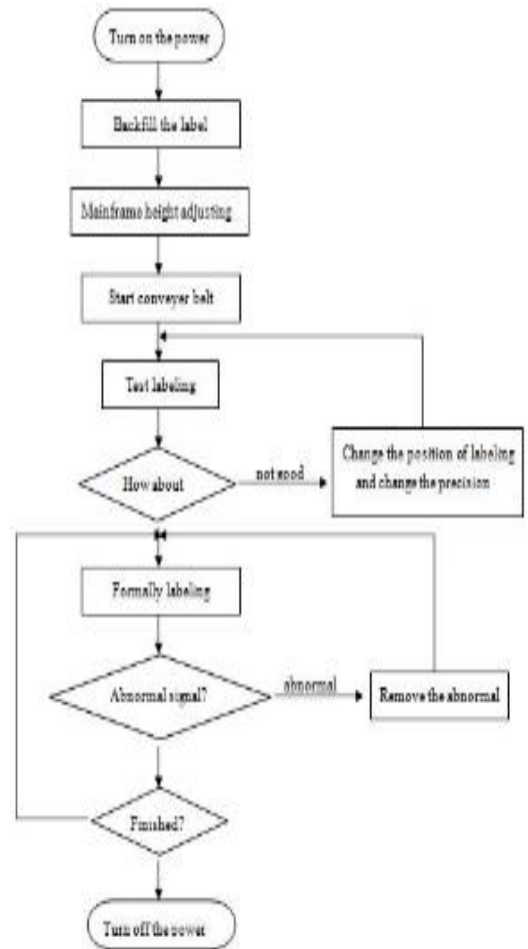 Turn on the power
Backfill the label
Mainframe height adjusting
Start conveyer belt
Test labeling
How about
not good
Change the position of labeling
and change the precision
Formally labeling
Abnormal signal?
abnormal
Remove the abnormal
Finished?
Turn off the power